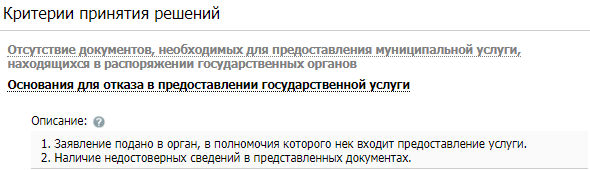 Критерии принятия решений
Отсутствие документов, необходимых для предоставления муниципальной услуги,
находящихся в распоряжении государственных органов
Основания для отказа в предоставлении государственной услуги
Описание:
1. Заявление подано в орган, в полномочия которого нек входит предоставление услуги.
2. Наличие недостоверных сведений в представленных документах.